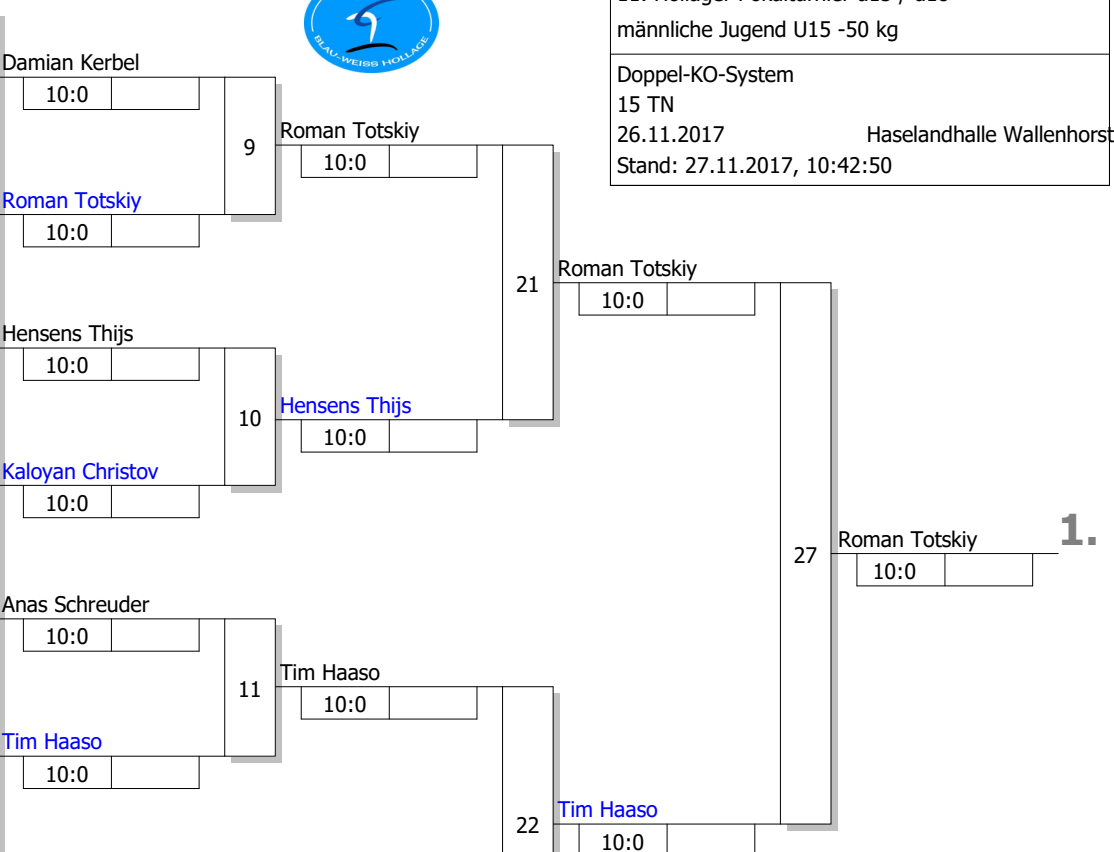 männliche Jugend U15 -50 kg
Doppel-KO-System
15 TN
26.11.2017 Haselandhalle Wallenhorst
Stand: 27.11.2017, 10:42:50
BLAU-WEISS HOLLAGE
Damian Kerbel
10:0
9
Roman Totskiy
10:0
Roman Totskiy
10:0
21
Roman Totskiy
10:0
Hensens Thijs
10:0
10
Hensens Thijs
10:0
Kaloyan Christov
10:0
27
Roman Totskiy
10:0
1.
Anas Schreuder
10:0
11
Tim Haaso
10:0
Tim Haaso
10:0
22
Tim Haaso
10:0